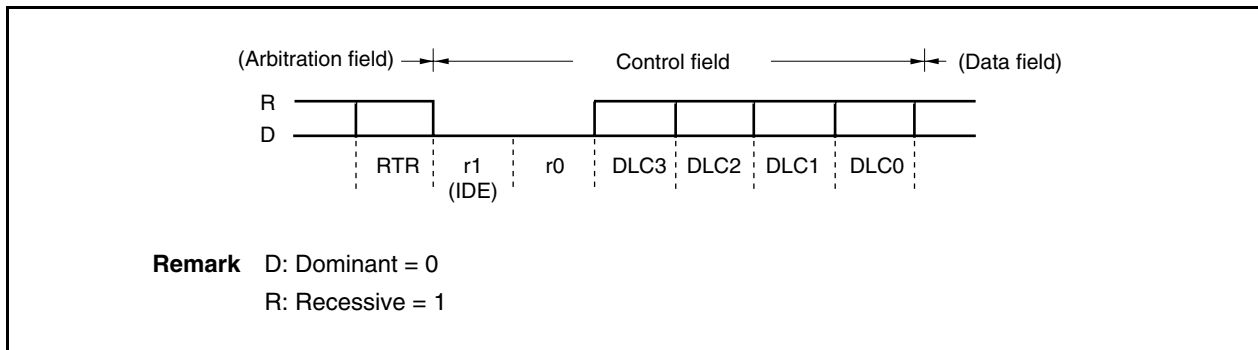 (Arbitration field) Control field (Data field)
R
D
RTR r1 r0 DLC3 DLC2 DLC1 DLC0
(IDE)
Remark D: Dominant = 0
R: Recessive = 1